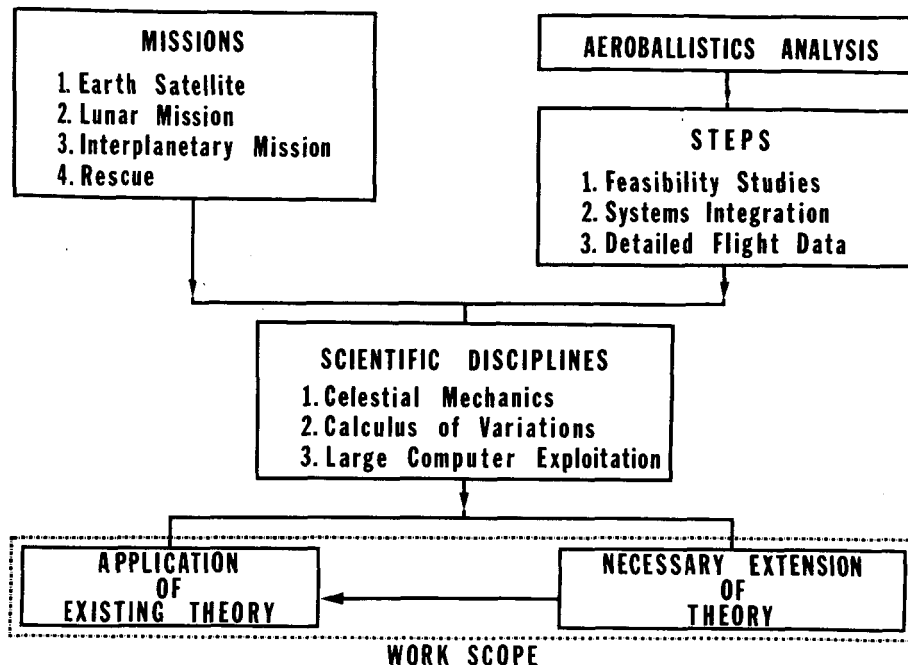 MISSIONS
1. Earth Satellite
2. Lunar Mission
3. Interplanetary Mission
4. Rescue
AEROBALLISTICS ANALYSIS
STEPS
1. Feasibility Studies
2. Systems Integration
3. Detailed Flight Data
SCIENTIFIC DISCIPLINES
1. Celestial Mechanics
2. Calculus of Variations
3. Large Computer Exploitation
APPLICATION
OF
EXISTING THEORY
NECESSARY EXTENSION
OF
THEORY
WORK SCOPE